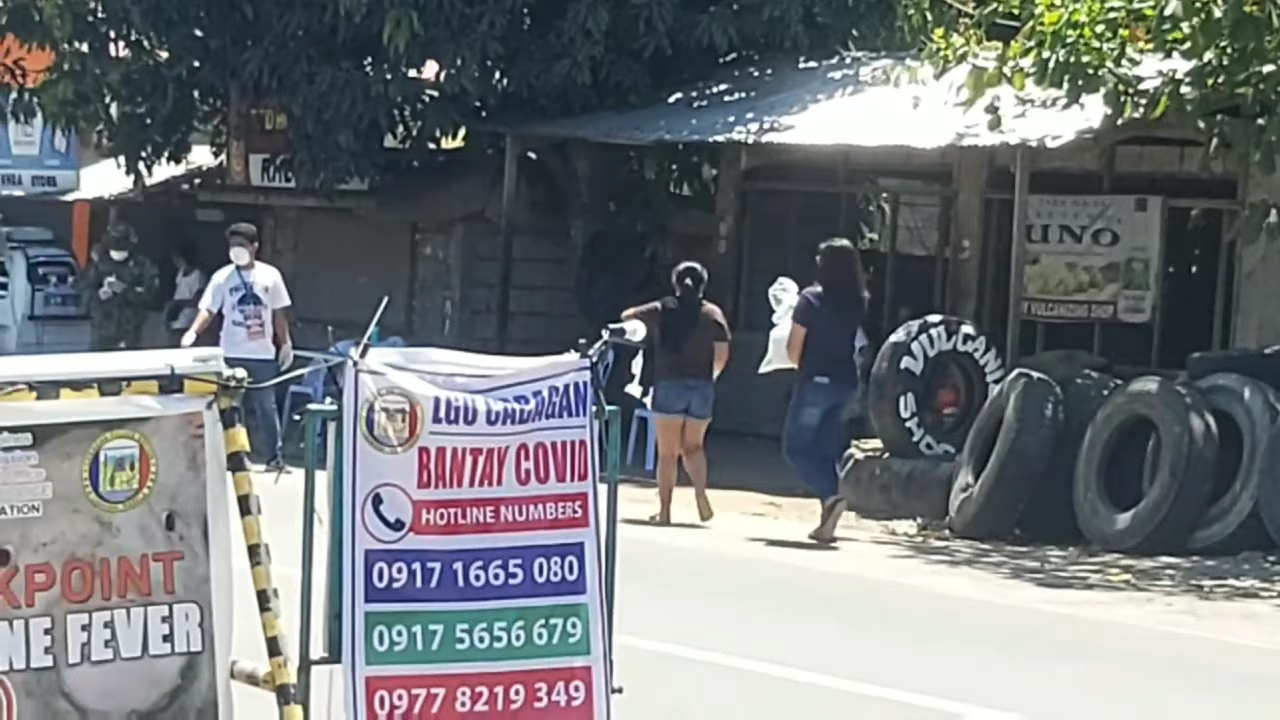 LGU CABAGAN
BANTAY COVID
HOTLINE NUMBERS
0917 1665 080
0917 5656 679
0977 8219 349
ATION
KPOINT
NE FEVER
UNO
VULCANIZING SHOP
VULCANI
SHOP
STORE